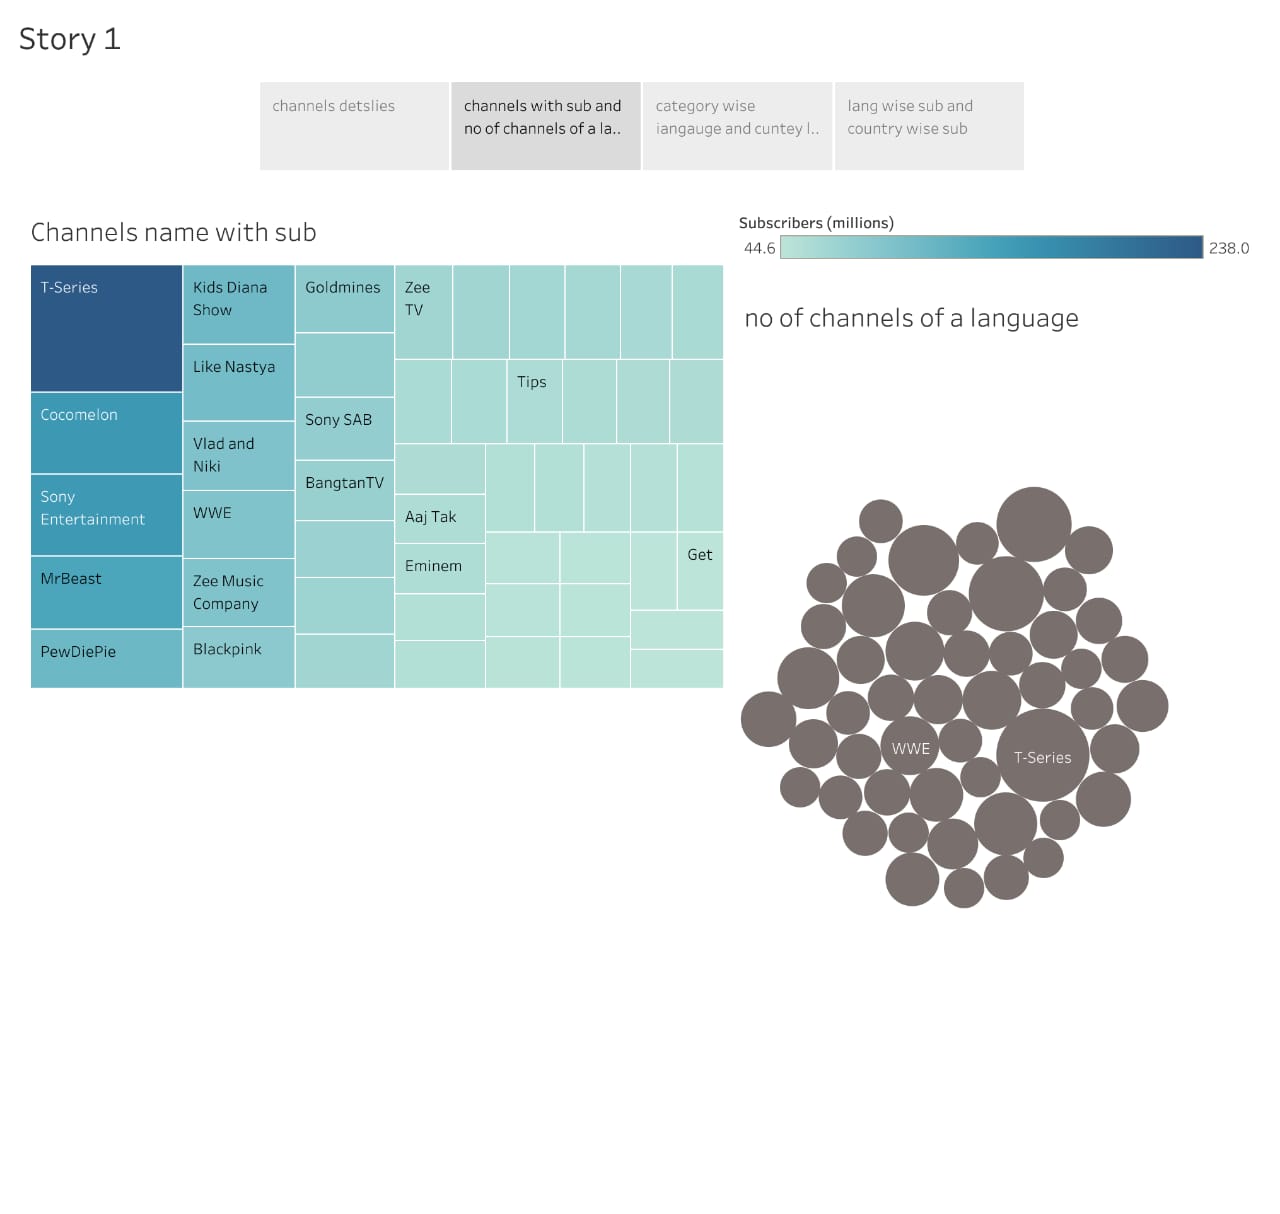 Story 1
channels detslies
channels with sub and
no of channels of a la..
category wise
iangauge and cuntey l..
lang wise sub and
country wise sub
Channels name with sub
Subscribers (millions)
44.6
238.0
no of channels of a language
T-Series
Cocomelon
Sony
Entertainment
MrBeast
PewDiePie
Kids Diana
Show
Like Nastya
Vlad and
Niki
WWE
Zee Music
Company
Blackpink
Goldmines
Sony SAB
BangtanTV
Zee
TV
Tips
Aaj Tak
Eminem
Get
WWE
T-Series